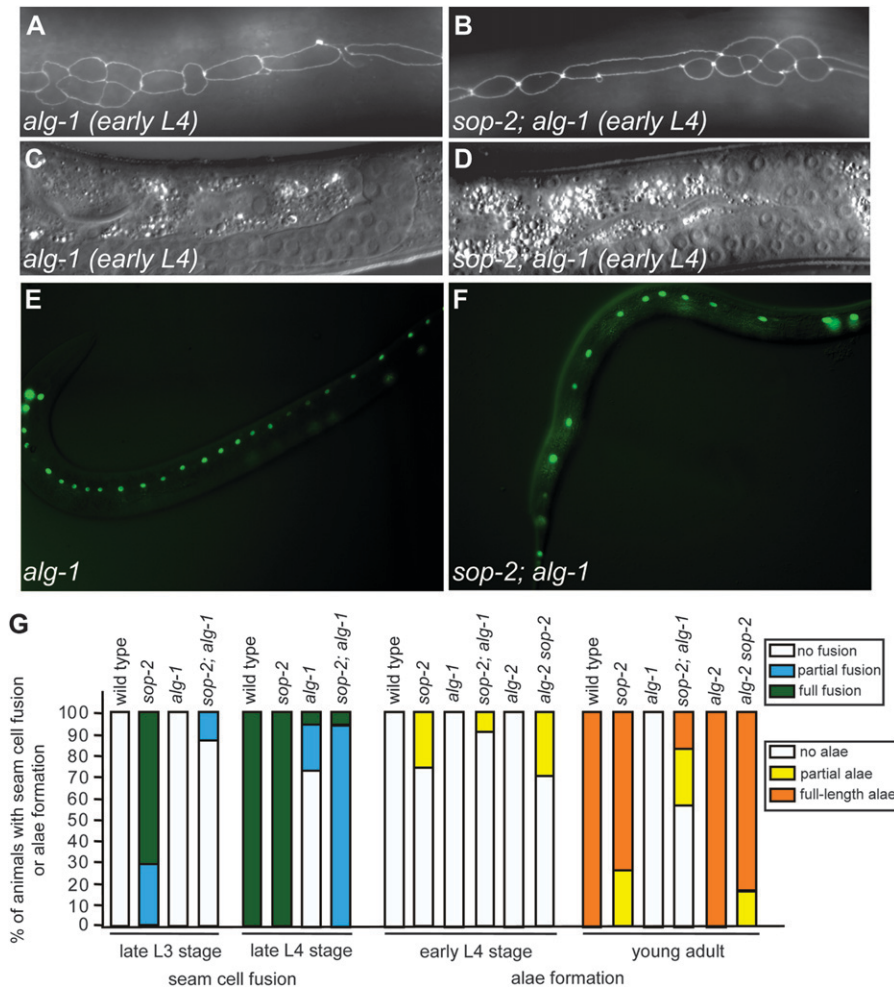 A
alg-1 (early L4)
B
sop-2; alg-1 (early L4)
C
alg-1 (early L4)
D
sop-2; alg-1 (early L4)
E
alg-1
F
sop-2; alg-1
G
wild type
sop-2
alg-1
sop-2; alg-1
wild type
sop-2
alg-1
sop-2; alg-1
wild type
sop-2
alg-1
sop-2; alg-1
alg-2
alg-2 sop-2
wild type
sop-2
alg-1
sop-2; alg-1
alg-2
alg-2 sop-2
no fusion
partial fusion
full fusion
no alae
partial alae
full-length alae
% of animals with seam cell fusion
or alae formation
100
90
80
70
60
50
40
30
20
10
0
late L3 stage
late L4 stage
early L4 stage
young adult
seam cell fusion
alae formation